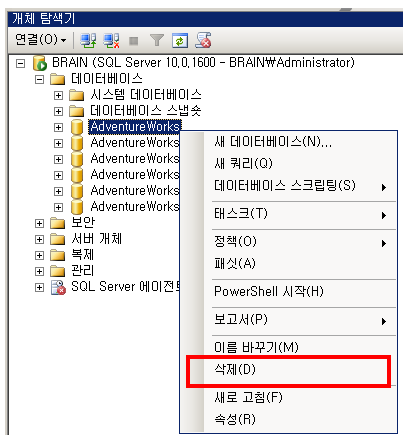 개체 탐색기
연결(O)
BRAIN (SQL Server 10,0,1600 - BRAIN₩Administrator)
데이터베이스
시스템 데이터베이스
데이터베이스 스냅숏
AdventureWorks
AdventureWorks
AdventureWorks
AdventureWorks
AdventureWorks
AdventureWorks
보안
서버 개체
복제
관리
SQL Server 에이전트
새 데이터베이스(N)...
새 쿼리(Q)
데이터베이스 스크립팅(S)
태스크(T)
정책(O)
패싯(A)
PowerShell 시작(H)
보고서(P)
이름 바꾸기(M)
삭제(D)
새로 고침(F)
속성(R)